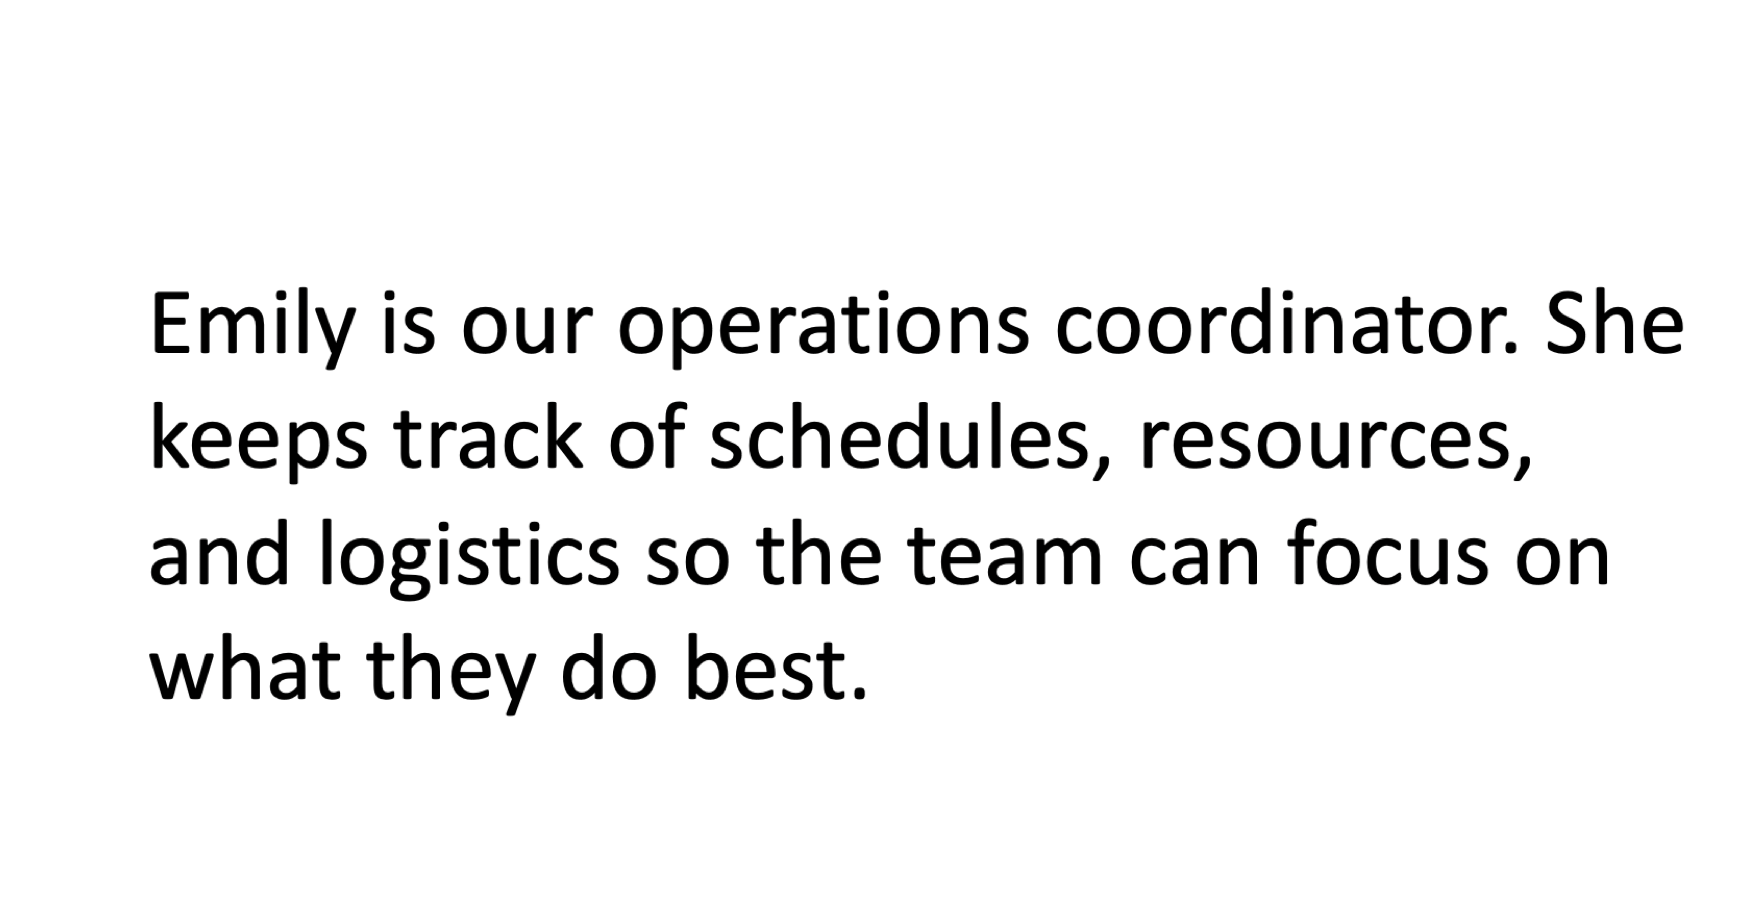 Emily is our operations coordinator. She
keeps track of schedules, resources,
and logistics so the team can focus on
what they do best.